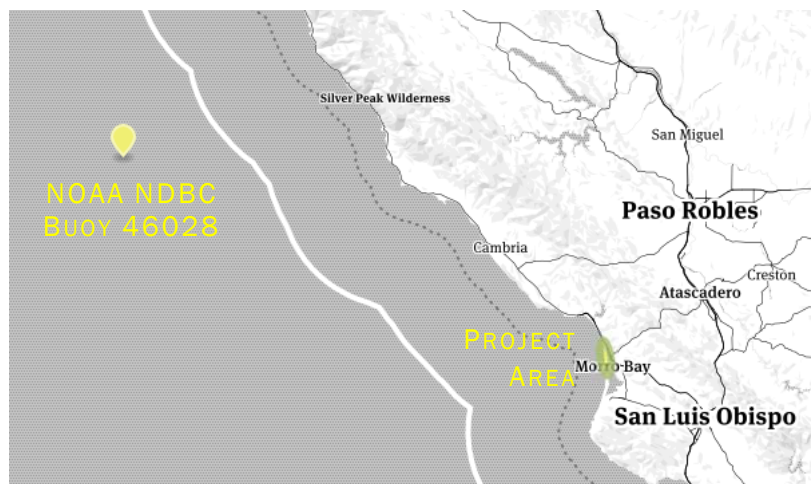 Silver Peak Wilderness
San Miguel
NOAA NDBC
BUOY 46028
Paso Robles
Cambria
Creston
Atascadero
PROJECT
AREA
Morro Bay
San Luis Obispo